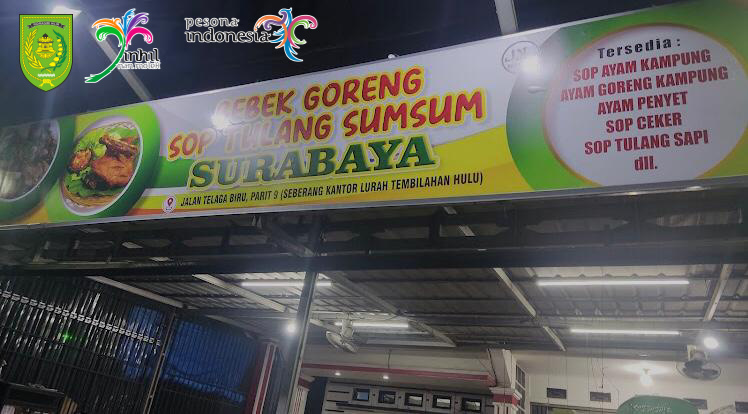 pesona
indonesia
inhil
BEBEK GORENG
SOP TULANG SUMSUM
SURABAYA
JALAN TELAGA BIRU, PARIT 9 (SEBERANG KANTOR LURAH TEMBILAHAN HULU)
Tersedia :
SOP AYAM KAMPUNG
AYAM GORENG KAMPUNG
AYAM PENYET
SOP CEKER
SOP TULANG SAPI
dll.